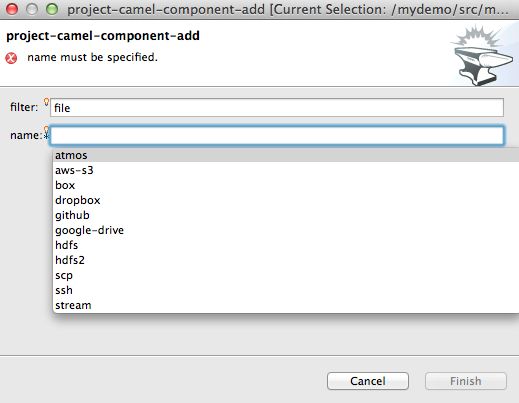 project-camel-component-add [Current Selection: /mydemo/src/m...
project-camel-component-add
name must be specified.
filter: file
name:
atmos
aws-s3
box
dropbox
github
google-drive
hdfs
hdfs2
scp
ssh
stream
Cancel Finish